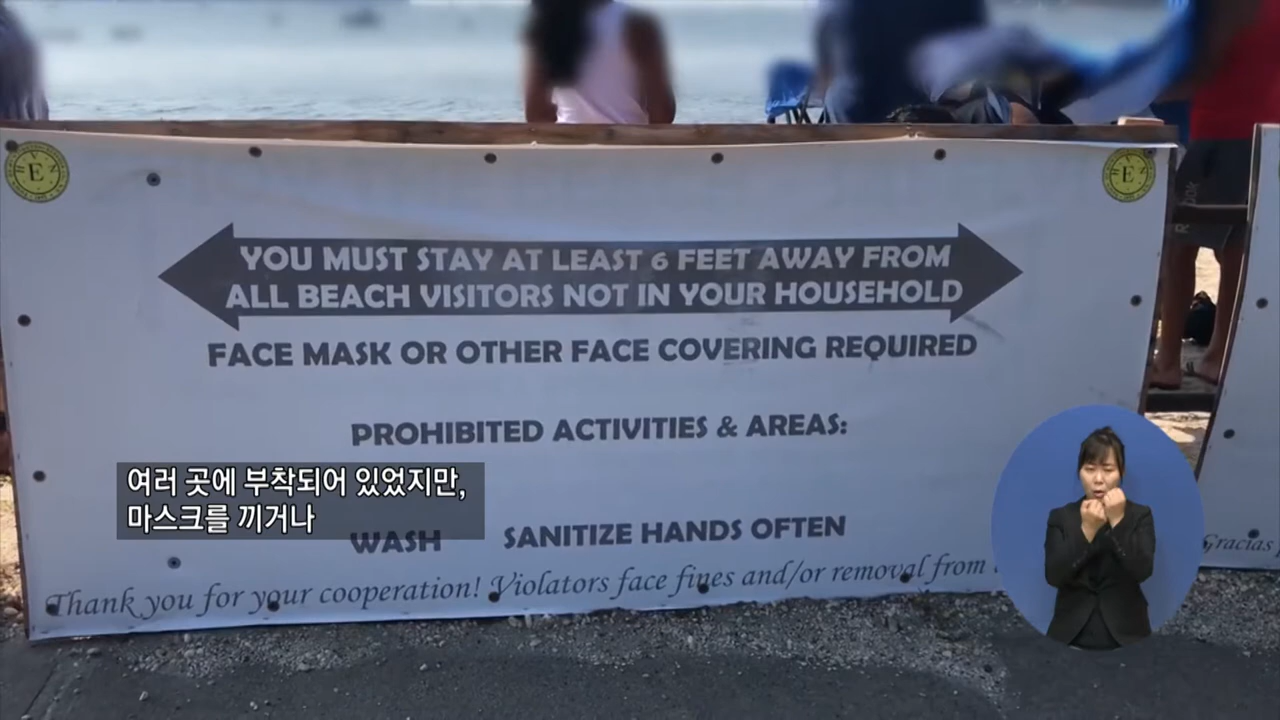 YOU MUST STAY AT LEAST 6 FEET AWAY FROM
ALL BEACH VISITORS NOT IN YOUR HOUSEHOLD
FACE MASK OR OTHER FACE COVERING REQUIRED
PROHIBITED ACTIVITIES & AREAS:
여러 곳에 부착되어 있었지만,
마스크를 끼거나
WASH SANITIZE HANDS OFTEN
Thank you for your cooperation! Violators face fines and/or removal from
Gracias